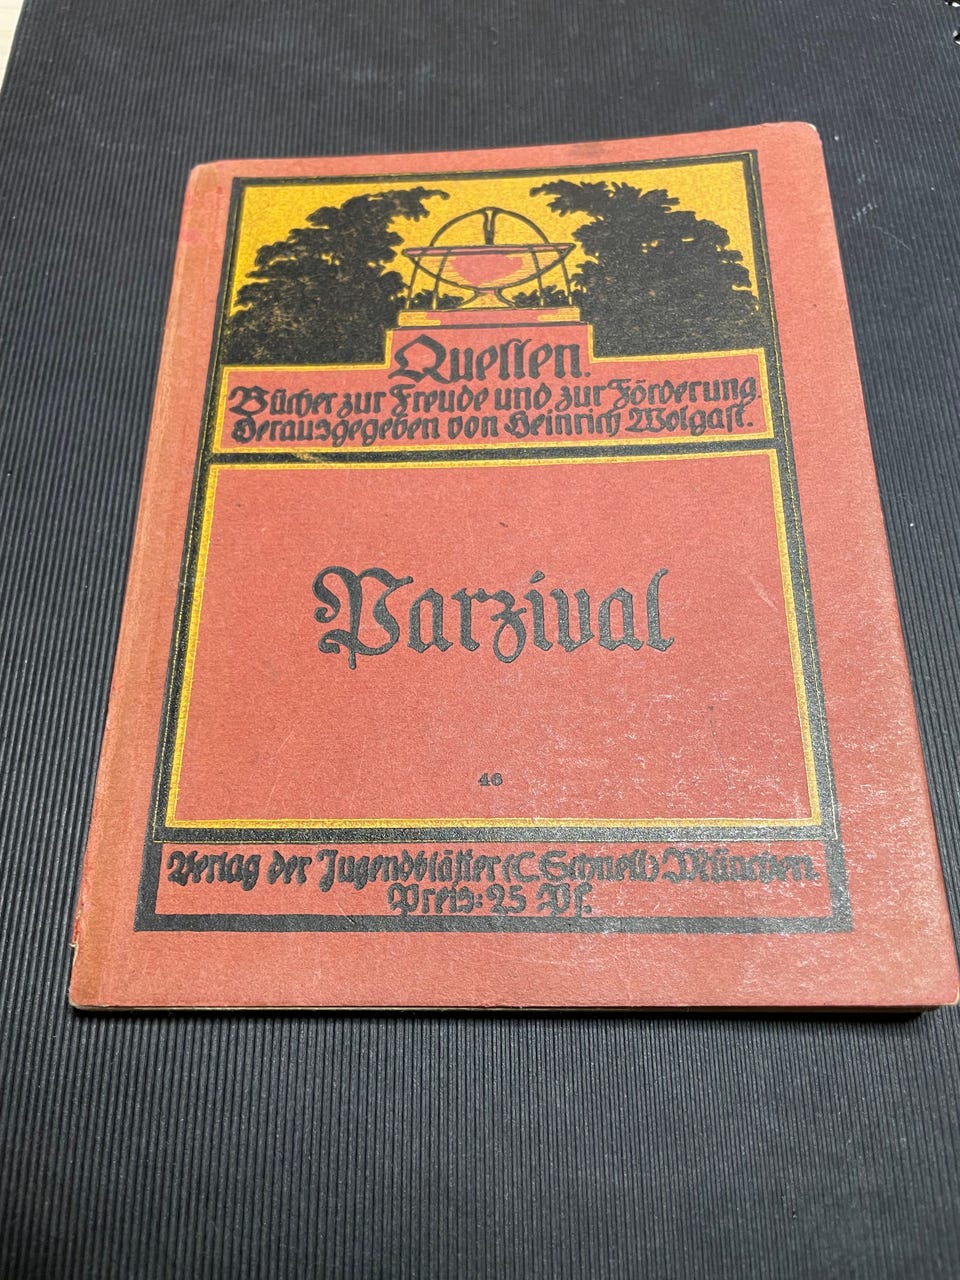 Quellen.
Bücher zur Freude und zur Förderung.
Herausgegeben von Heinrich Wolgast.
Parzival
46
Verlag der Jugendblätter (C. Schnell) München.
Preis: 25 Pf.